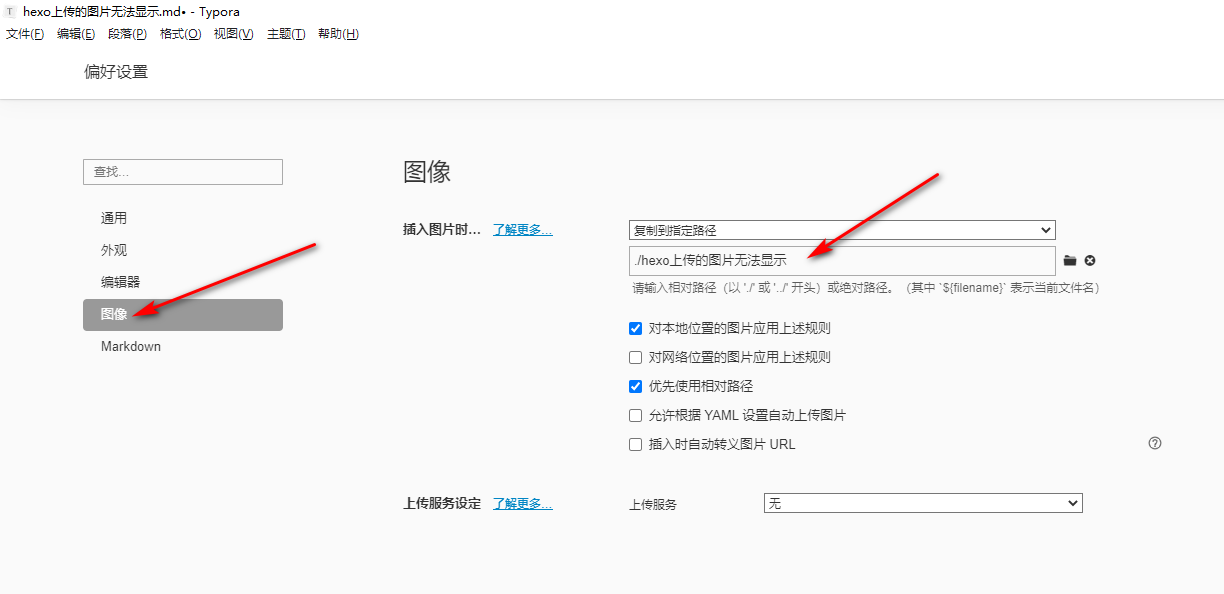 T hexo上传的图片无法显示.md• - Typora
文件(F) 编辑(E) 段落(P) 格式(O) 视图(V) 主题(T) 帮助(H)
偏好设置
查找...
通用
外观
编辑器
图像
Markdown
图像
插入图片时... 了解更多...
复制到指定路径
./hexo上传的图片无法显示
请输入相对路径（以 './' 或 '../' 开头）或绝对路径。（其中 `${filename}` 表示当前文件名）
对本地位置的图片应用上述规则
对网络位置的图片应用上述规则
优先使用相对路径
允许根据 YAML 设置自动上传图片
插入时自动转义图片 URL
上传服务设定 了解更多...
上传服务 无